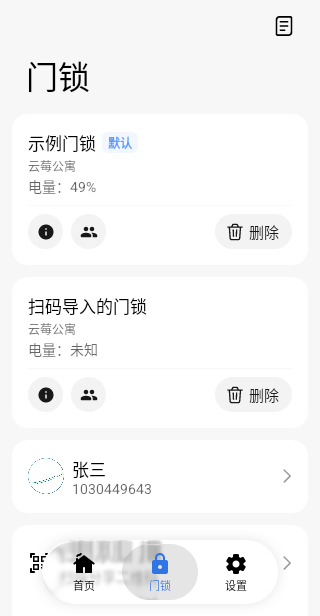 门锁
示例门锁 默认
云莓公寓
电量：49%
删除
扫码导入的门锁
云莓公寓
电量：未知
删除
张三
1030449643
首页 门锁 设置